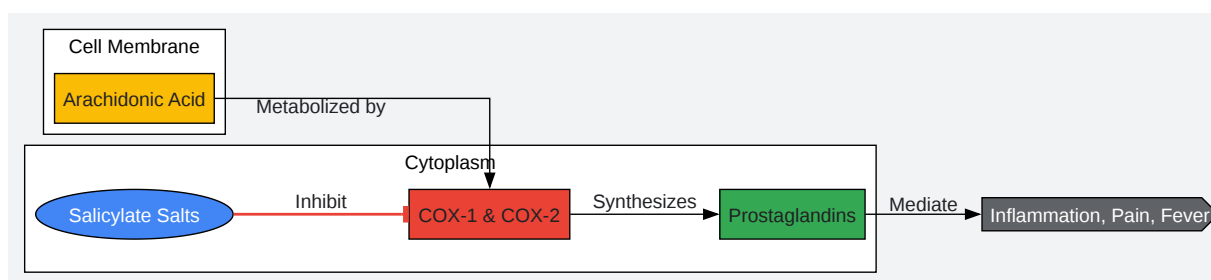 Cell Membrane
Arachidonic Acid
Metabolized by
Cytoplasm
Salicylate Salts
Inhibit
COX-1 & COX-2
Synthesizes
Prostaglandins
Mediate
Inflammation, Pain, Fever